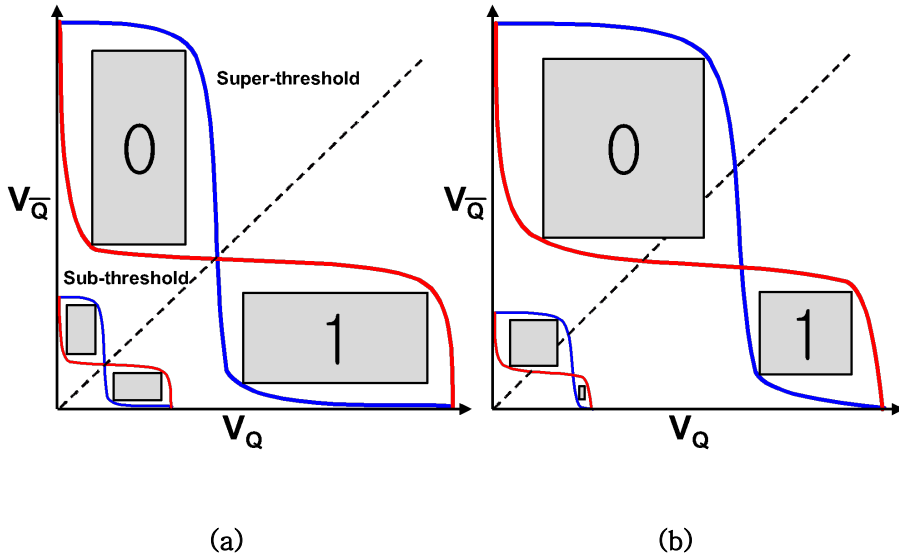 Super-threshold
0
V_Q̅
Sub-threshold
1
V_Q
(a)
0
V_Q̅
1
V_Q
(b)